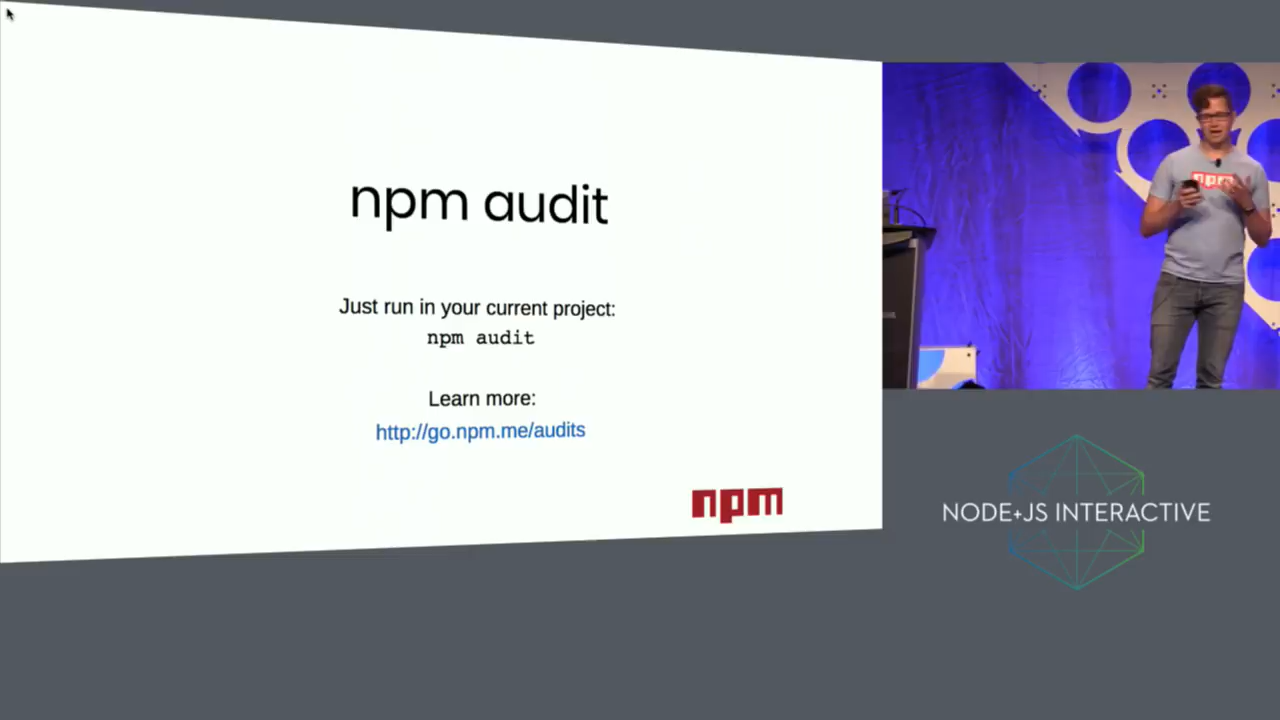 npm audit
Just run in your current project:
npm audit
Learn more:
http://go.npm.me/audits
npm
npm
NODE+JS INTERACTIVE